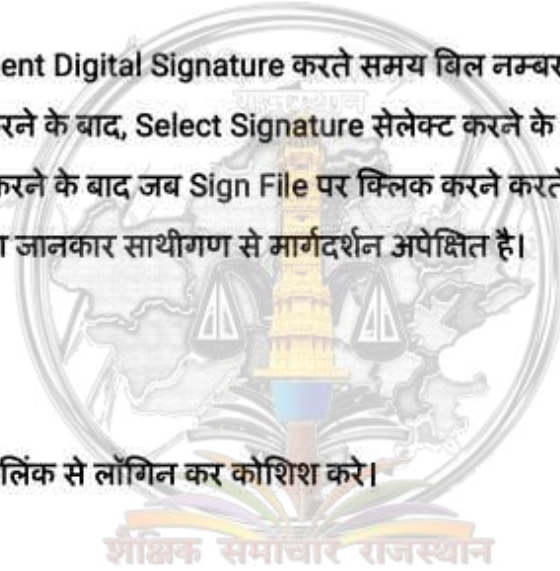 ent Digital Signature करते समय बिल नम्बर
रने के बाद, Select Signature सेलेक्ट करने के
करने के बाद जब Sign File पर क्लिक करने करते
ा जानकार साथीगण से मार्गदर्शन अपेक्षित है।
लिंक से लॉगिन कर कोशिश करे।
शैक्षिक समाचार राजस्थान